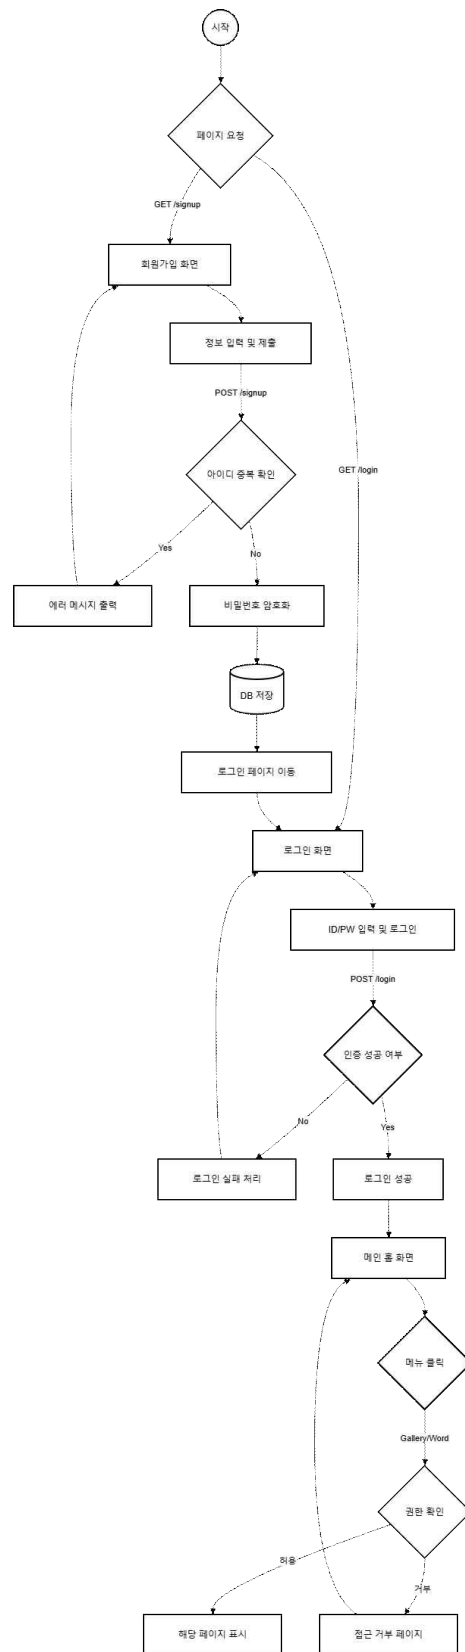 시작
페이지 요청
GET /signup
회원가입 화면
정보 입력 및 제출
POST /signup
GET /login
아이디 중복 확인
Yes
No
에러 메시지 출력
비밀번호 암호화
DB 저장
로그인 페이지 이동
로그인 화면
ID/PW 입력 및 로그인
POST /login
인증 성공 여부
No
Yes
로그인 실패 처리
로그인 성공
메인 홈 화면
메뉴 클릭
Gallery/Word
권한 확인
허용
거부
해당 페이지 표시
접근 거부 페이지